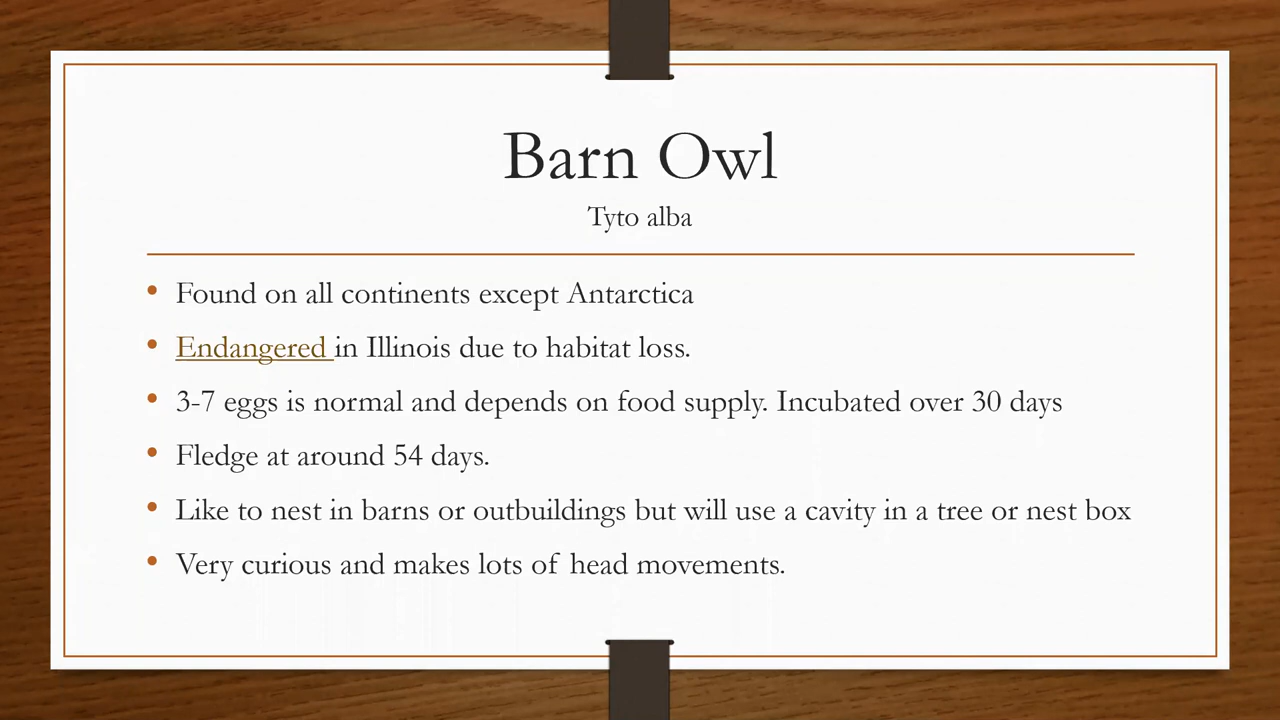 Barn Owl
Tyto alba
• Found on all continents except Antarctica
• Endangered in Illinois due to habitat loss.
• 3-7 eggs is normal and depends on food supply. Incubated over 30 days
• Fledge at around 54 days.
• Like to nest in barns or outbuildings but will use a cavity in a tree or nest box
• Very curious and makes lots of head movements.